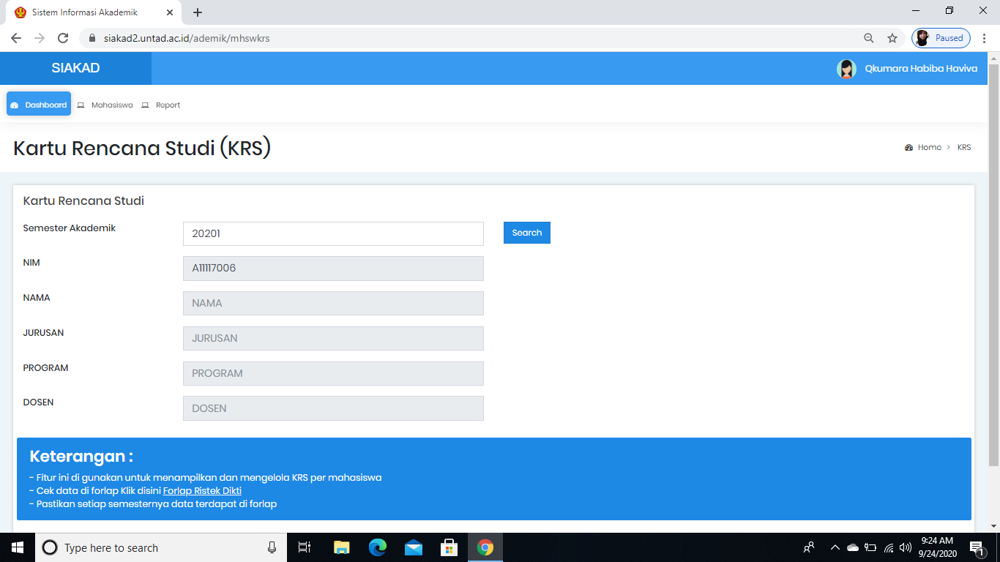 Sistem Informasi Akademik
siakad2.untad.ac.id/ademik/mhswkrs
Paused
SIAKAD
Qkumara Habiba Haviva
Dashboard
Mahasiswa
Report
Kartu Rencana Studi (KRS)
Home > KRS
Kartu Rencana Studi
Semester Akademik
20201
Search
NIM
A11117006
NAMA
NAMA
JURUSAN
JURUSAN
PROGRAM
PROGRAM
DOSEN
DOSEN
Keterangan :
- Fitur ini di gunakan untuk menampilkan dan mengelola KRS per mahasiswa
- Cek data di forlap Klik disini Forlap Ristek Dikti
- Pastikan setiap semesternya data terdapat di forlap
Type here to search
9:24 AM
9/24/2020
1